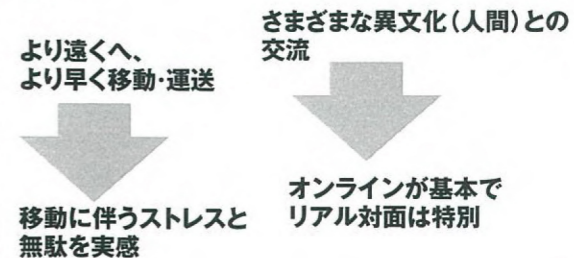 より遠くへ、
より早く移動・運送
移動に伴うストレスと
無駄を実感
さまざまな異文化(人間)との
交流
オンラインが基本で
リアル対面は特別